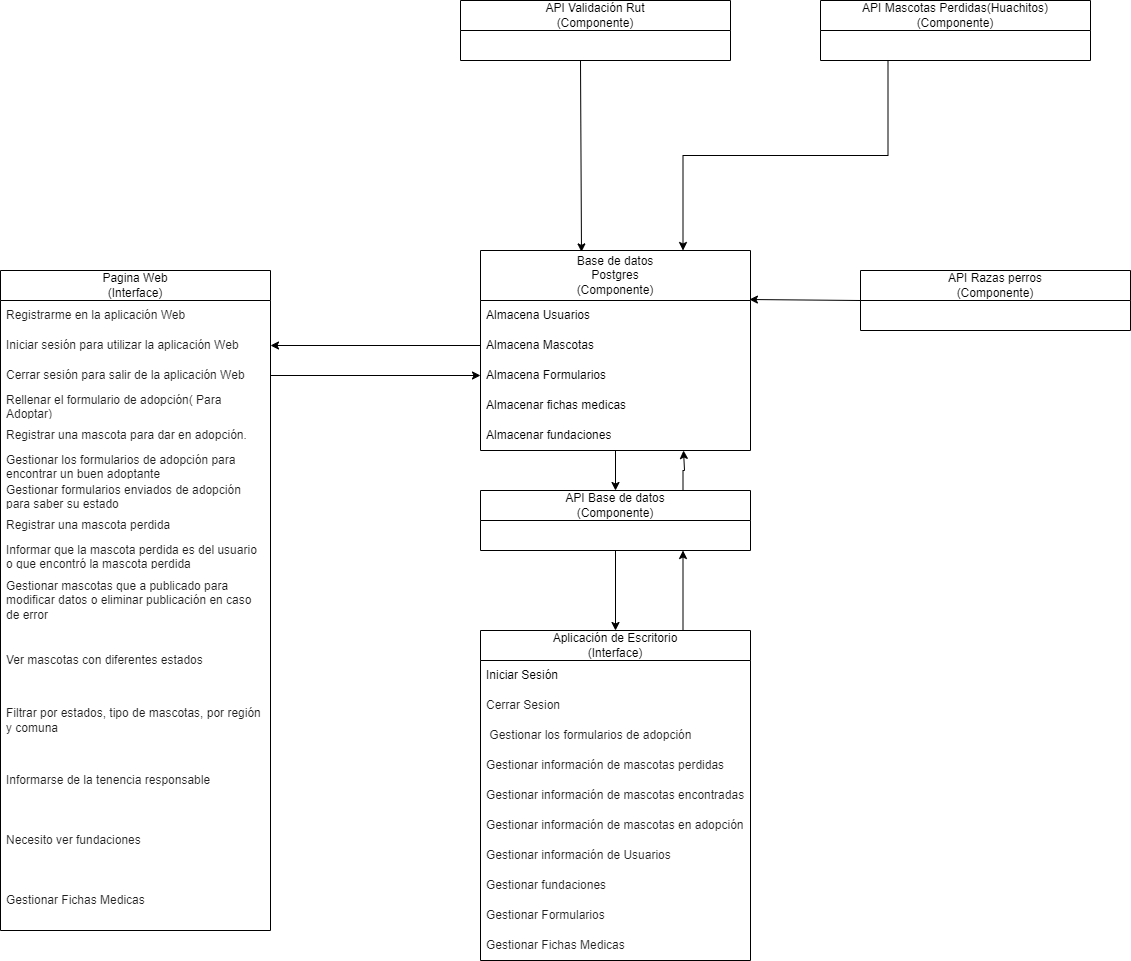 API Validación Rut
(Componente)
API Mascotas Perdidas(Huachitos)
(Componente)
Base de datos
Postgres
(Componente)
Almacena Usuarios
Almacena Mascotas
Almacena Formularios
Almacenar fichas medicas
Almacenar fundaciones
API Razas perros
(Componente)
Pagina Web
(Interface)
Registrarme en la aplicación Web
Iniciar sesión para utilizar la aplicación Web
Cerrar sesión para salir de la aplicación Web
Rellenar el formulario de adopción( Para
Adoptar)
Registrar una mascota para dar en adopción.
Gestionar los formularios de adopción para
encontrar un buen adoptante
Gestionar formularios enviados de adopción
para saber su estado
Registrar una mascota perdida
Informar que la mascota perdida es del usuario
o que encontró la mascota perdida
Gestionar mascotas que a publicado para
modificar datos o eliminar publicación en caso
de error
Ver mascotas con diferentes estados
Filtrar por estados, tipo de mascotas, por región
y comuna
Informarse de la tenencia responsable
Necesito ver fundaciones
Gestionar Fichas Medicas
API Base de datos
(Componente)
Aplicación de Escritorio
(Interface)
Iniciar Sesión
Cerrar Sesion
Gestionar los formularios de adopción
Gestionar información de mascotas perdidas
Gestionar información de mascotas encontradas
Gestionar información de mascotas en adopción
Gestionar información de Usuarios
Gestionar fundaciones
Gestionar Formularios
Gestionar Fichas Medicas